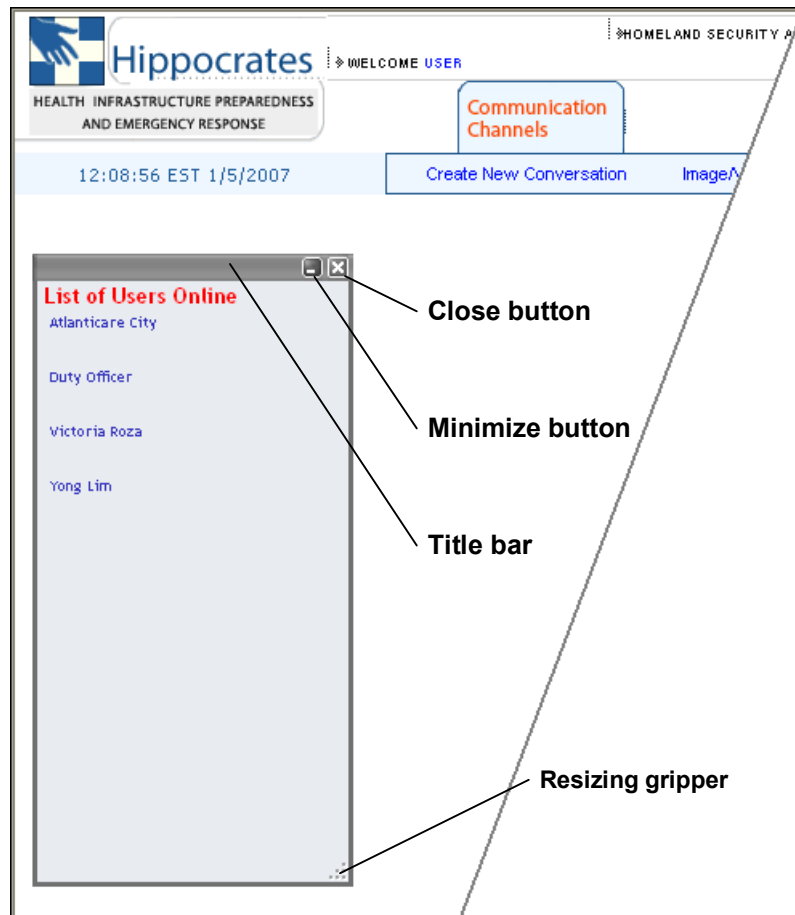 »HOMELAND SECURITY A
Hippocrates
» WELCOME USER
HEALTH INFRASTRUCTURE PREPAREDNESS
AND EMERGENCY RESPONSE
Communication
Channels
12:08:56 EST 1/5/2007
Create New Conversation
Image/
List of Users Online
Atlanticare City
Duty Officer
Victoria Roza
Yong Lim
Close button
Minimize button
Title bar
Resizing gripper